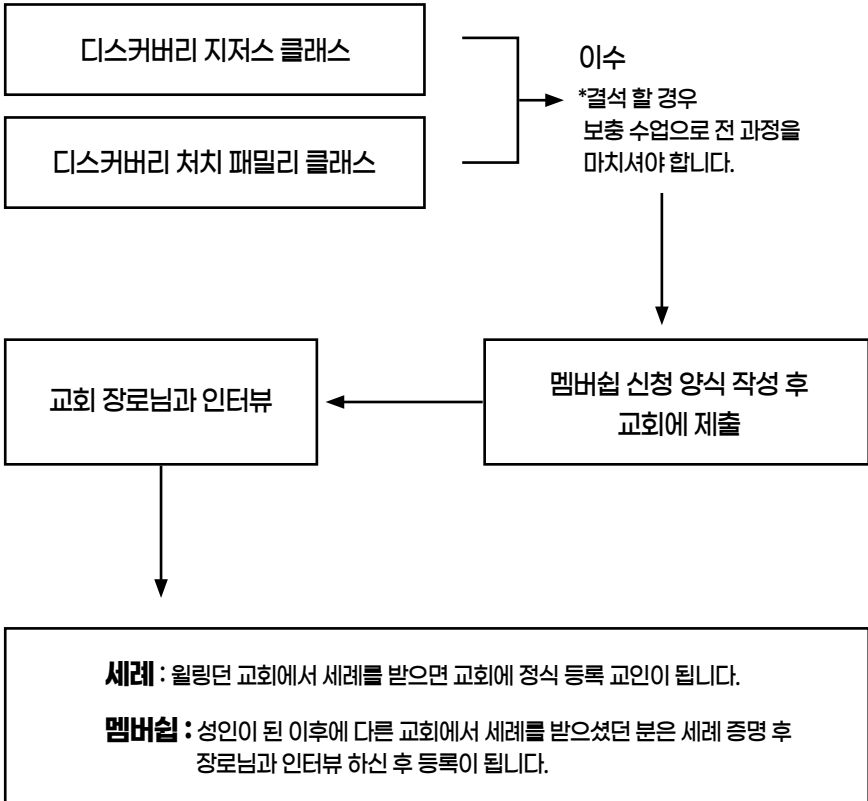 디스커버리 지저스 클래스
디스커버리 처치 패밀리 클래스
이수
*결석 할 경우
보충 수업으로 전 과정을
마치셔야 합니다.
교회 장로님과 인터뷰
멤버쉽 신청 양식 작성 후
교회에 제출
세례 : 윌링던 교회에서 세례를 받으면 교회에 정식 등록 교인이 됩니다.
멤버쉽 : 성인이 된 이후에 다른 교회에서 세례를 받으셨던 분은 세례 증명 후
장로님과 인터뷰 하신 후 등록이 됩니다.